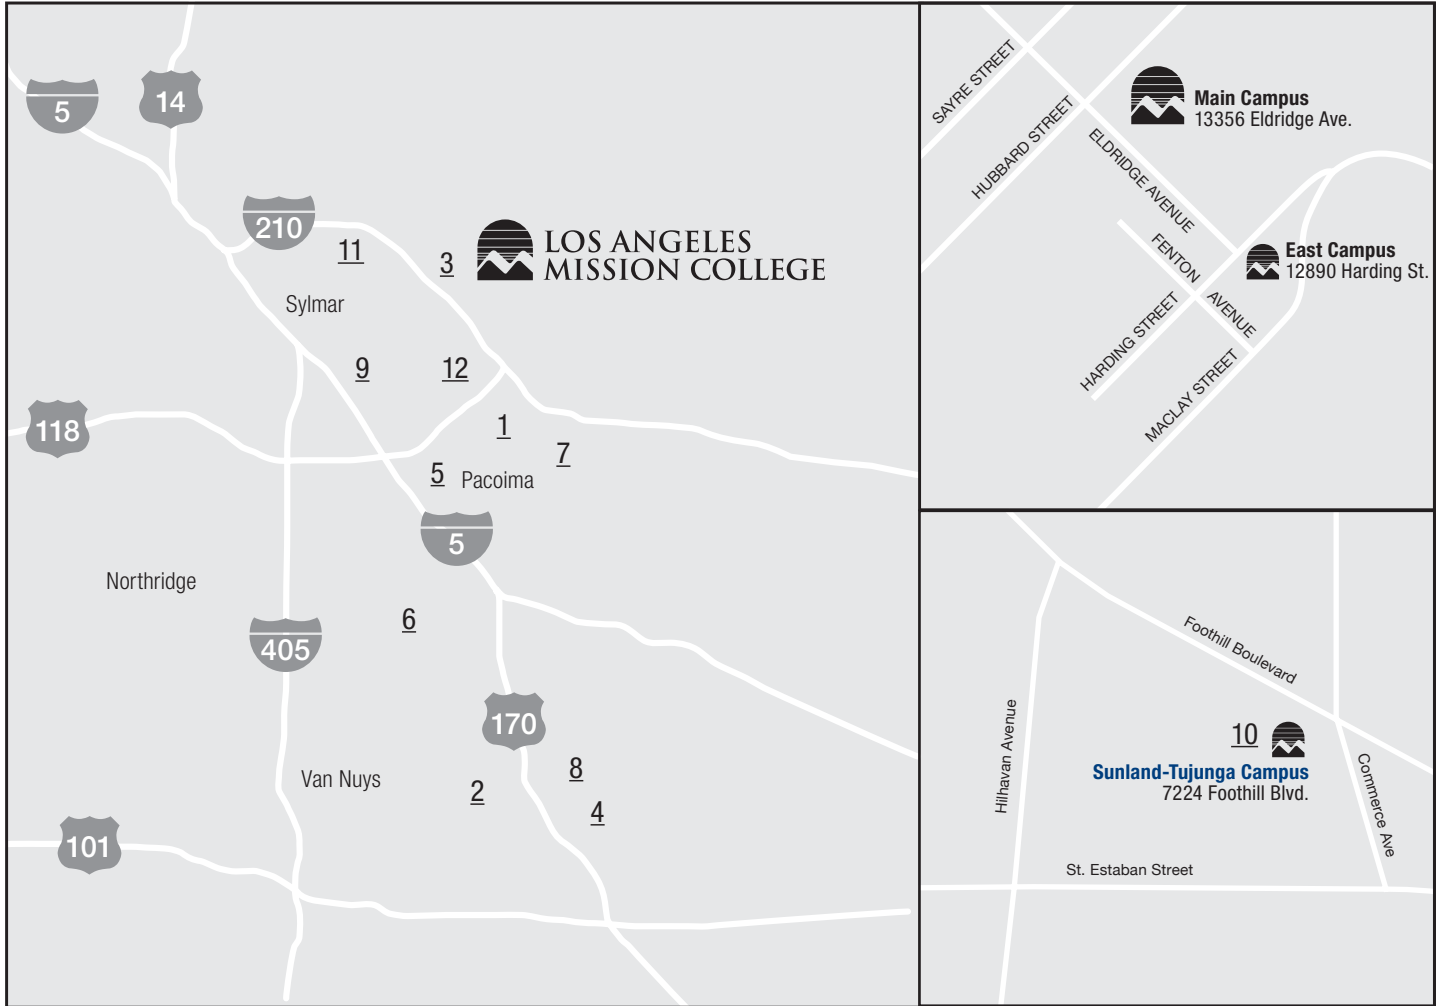 5
14
210
11
3
LOS ANGELES
MISSION COLLEGE
Sylmar
9
12
118
1
7
5
Pacoima
5
Northridge
6
405
170
8
Van Nuys
2
4
101
SAYRE STREET
HUBBARD STREET
Main Campus
13356 Eldridge Ave.
ELDRIDGE AVENUE
FENTON AVENUE
East Campus
12890 Harding St.
HARDING STREET
MACLAY STREET
Foothill Boulevard
Hilhavan Avenue
10
Sunland-Tujunga Campus
7224 Foothill Blvd.
Commerce Ave
St. Estaban Street